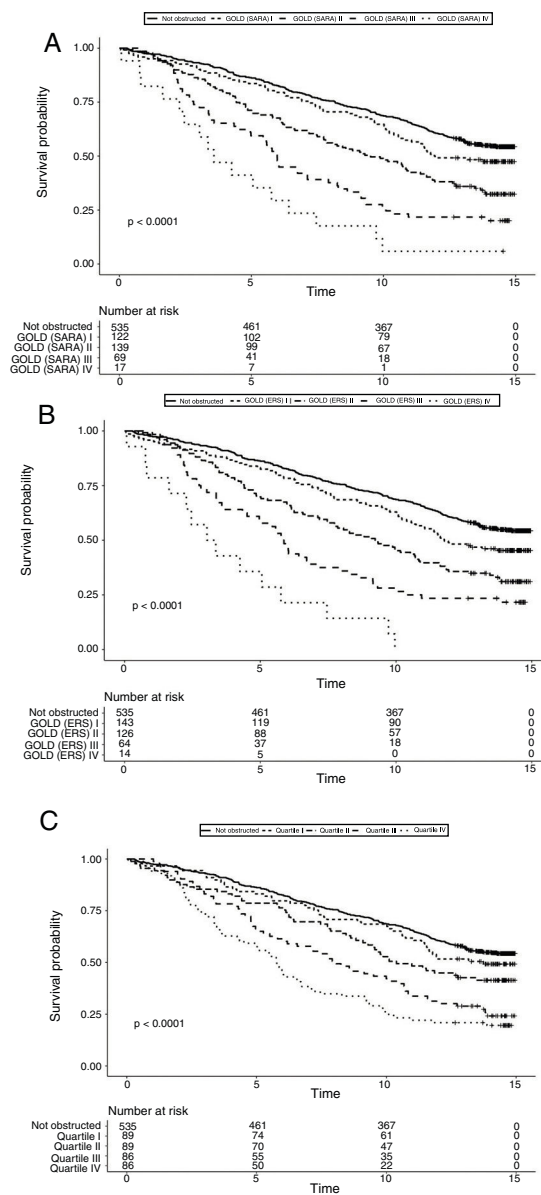 A
Not obstructed GOLD (SARA) I GOLD (SARA) II GOLD (SARA) III GOLD (SARA) IV
Survival probability
1.00
0.75
0.50
0.25
0.00
p < 0.0001
0 5 10 15
Time
Number at risk
Not obstructed 535 461 367 0
GOLD (SARA) I 122 102 79 0
GOLD (SARA) II 139 99 67 0
GOLD (SARA) III 69 41 18 0
GOLD (SARA) IV 17 7 1 0
0 5 10 15
B
Not obstructed GOLD (ERS) I GOLD (ERS) II GOLD (ERS) III GOLD (ERS) IV
Survival probability
1.00
0.75
0.50
0.25
0.00
p < 0.0001
0 5 10 15
Time
Number at risk
Not obstructed 535 461 367 0
GOLD (ERS) I 143 119 90 0
GOLD (ERS) II 126 88 57 0
GOLD (ERS) III 64 37 18 0
GOLD (ERS) IV 14 5 0 0
0 5 10 15
C
Not obstructed Quartile I Quartile II Quartile III Quartile IV
Survival probability
1.00
0.75
0.50
0.25
0.00
p < 0.0001
0 5 10 15
Time
Number at risk
Not obstructed 535 461 367 0
Quartile I 89 74 61 0
Quartile II 89 70 47 0
Quartile III 86 55 35 0
Quartile IV 86 50 22 0
0 5 10 15